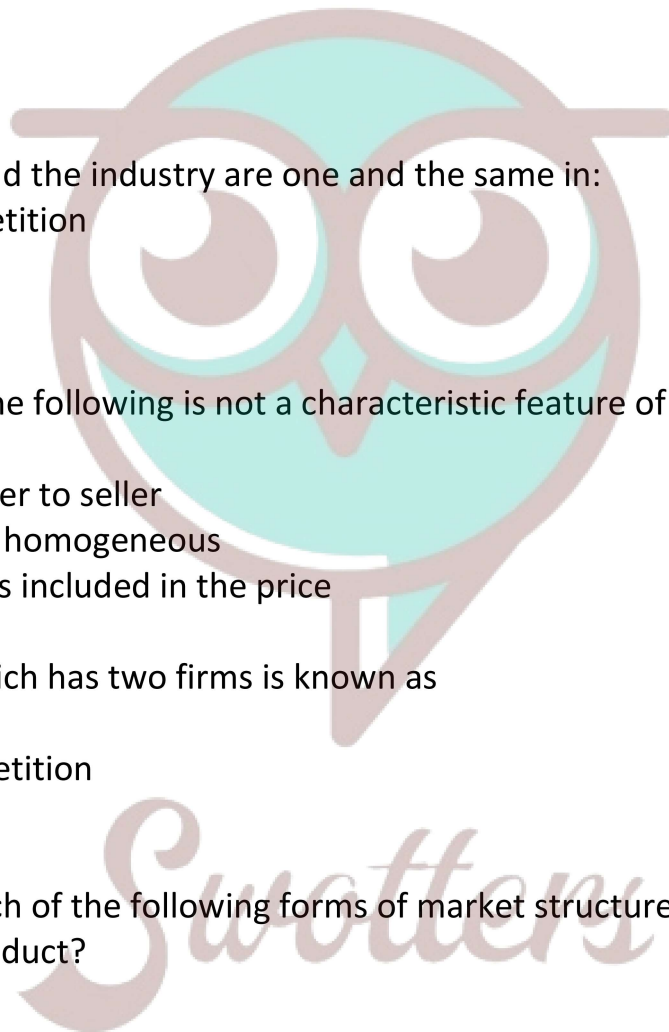 d the industry are one and the same in:
etition
he following is not a characteristic feature of
er to seller
homogeneous
s included in the price
ich has two firms is known as
etition
ch of the following forms of market structure
duct?
Swotters